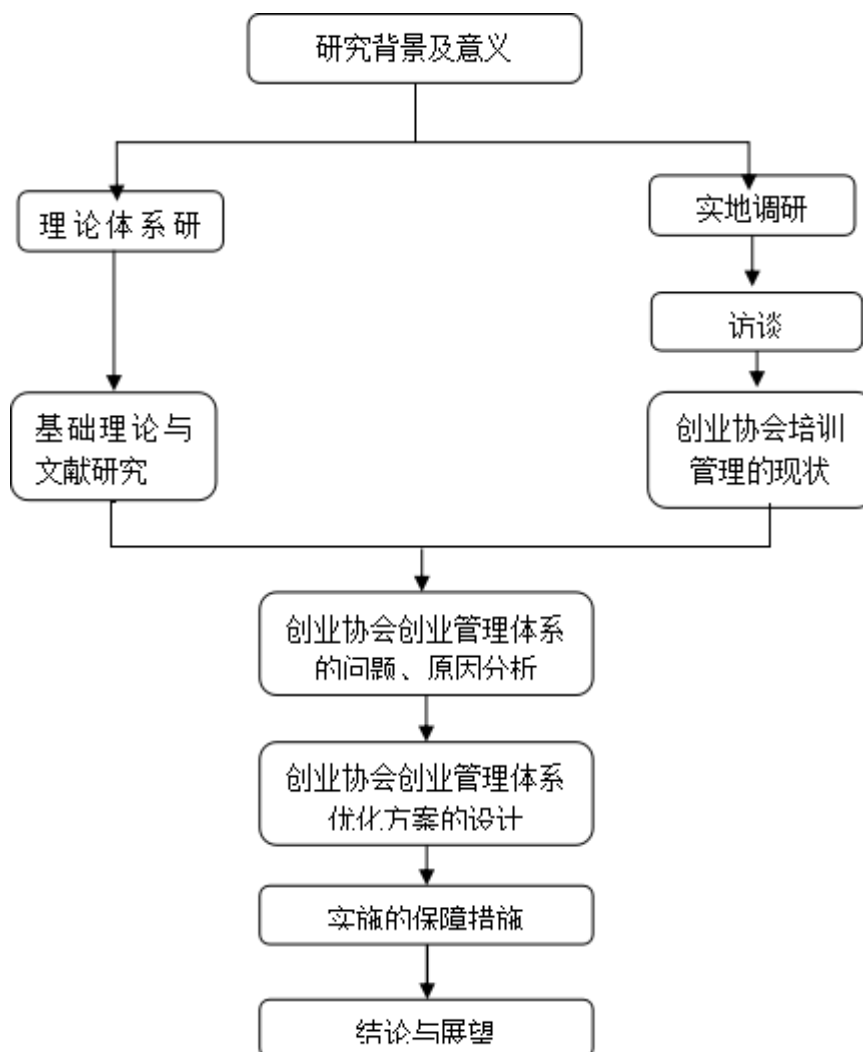 研究背景及意义
理论体系研
实地调研
访谈
基础理论与
文献研究
创业协会培训
管理的现状
创业协会创业管理体系
的问题、原因分析
创业协会创业管理体系
优化方案的设计
实施的保障措施
结论与展望